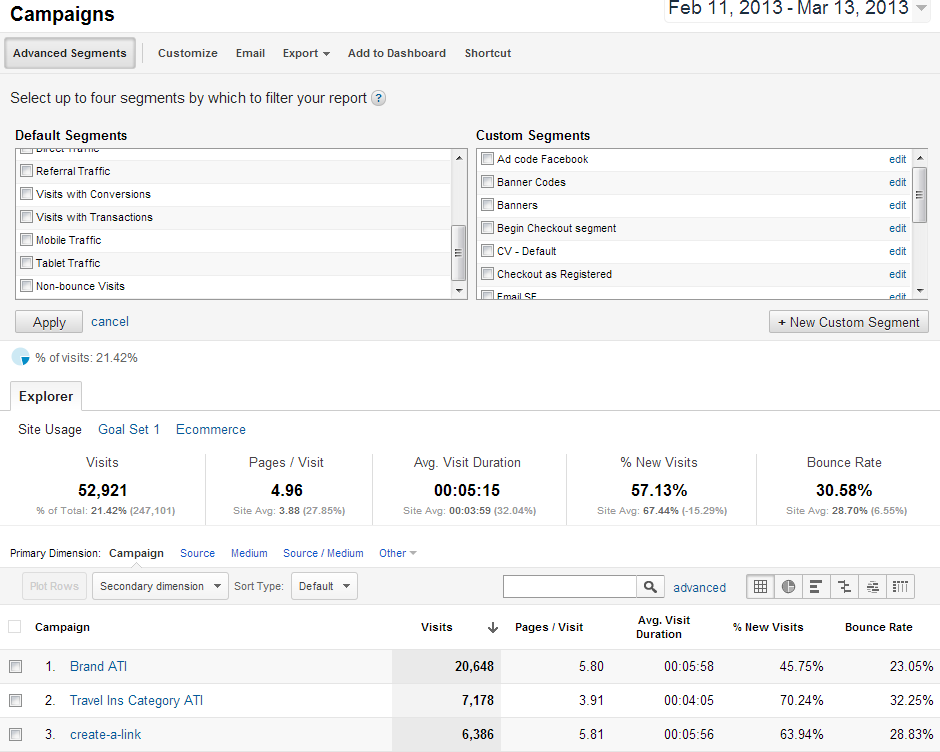 Campaigns
Feb 11, 2013 - Mar 13, 2013
Advanced Segments Customize Email Export Add to Dashboard Shortcut
Select up to four segments by which to filter your report ?
Default Segments
Direct Traffic
Referral Traffic
Visits with Conversions
Visits with Transactions
Mobile Traffic
Tablet Traffic
Non-bounce Visits
Custom Segments
Ad code Facebook edit
Banner Codes edit
Banners edit
Begin Checkout segment edit
CV - Default edit
Checkout as Registered edit
Email SF edit
Apply cancel
+ New Custom Segment
% of visits: 21.42%
Explorer
Site Usage Goal Set 1 Ecommerce
Visits Pages / Visit Avg. Visit Duration % New Visits Bounce Rate
52,921 4.96 00:05:15 57.13% 30.58%
% of Total: 21.42% (247,101) Site Avg: 3.88 (27.85%) Site Avg: 00:03:59 (32.04%) Site Avg: 67.44% (-15.29%) Site Avg: 28.70% (6.55%)
Primary Dimension: Campaign Source Medium Source / Medium Other
Plot Rows Secondary dimension Sort Type: Default advanced
Campaign Visits Pages / Visit Avg. Visit Duration % New Visits Bounce Rate
1. Brand ATI 20,648 5.80 00:05:58 45.75% 23.05%
2. Travel Ins Category ATI 7,178 3.91 00:04:05 70.24% 32.25%
3. create-a-link 6,386 5.81 00:05:56 63.94% 28.83%